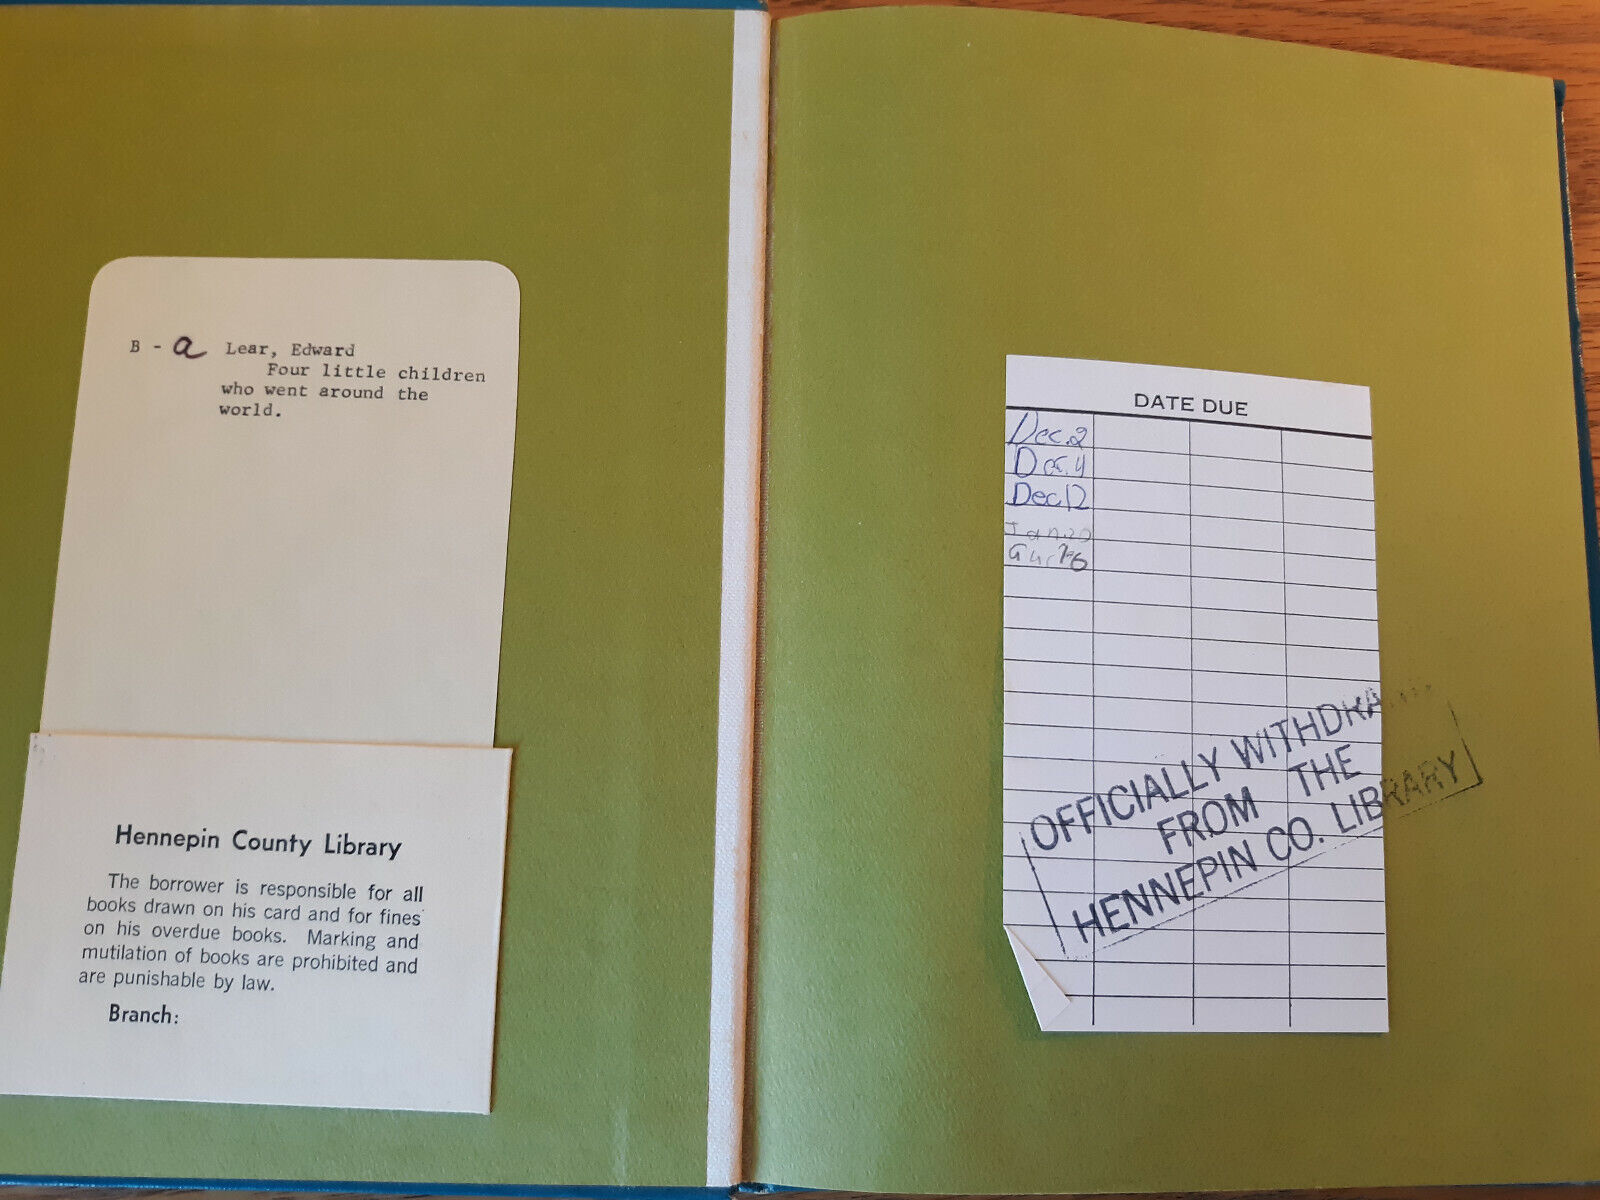 B - a Lear, Edward
Four little children
who went around the
world.
Hennepin County Library
The borrower is responsible for all
books drawn on his card and for fines
on his overdue books. Marking and
mutilation of books are prohibited and
are punishable by law.
Branch:
DATE DUE
Dec. 2
Dec. 4
Dec 12
OFFICIALLY WITHDRA
FROM THE
HENNEPIN CO. LIBRARY